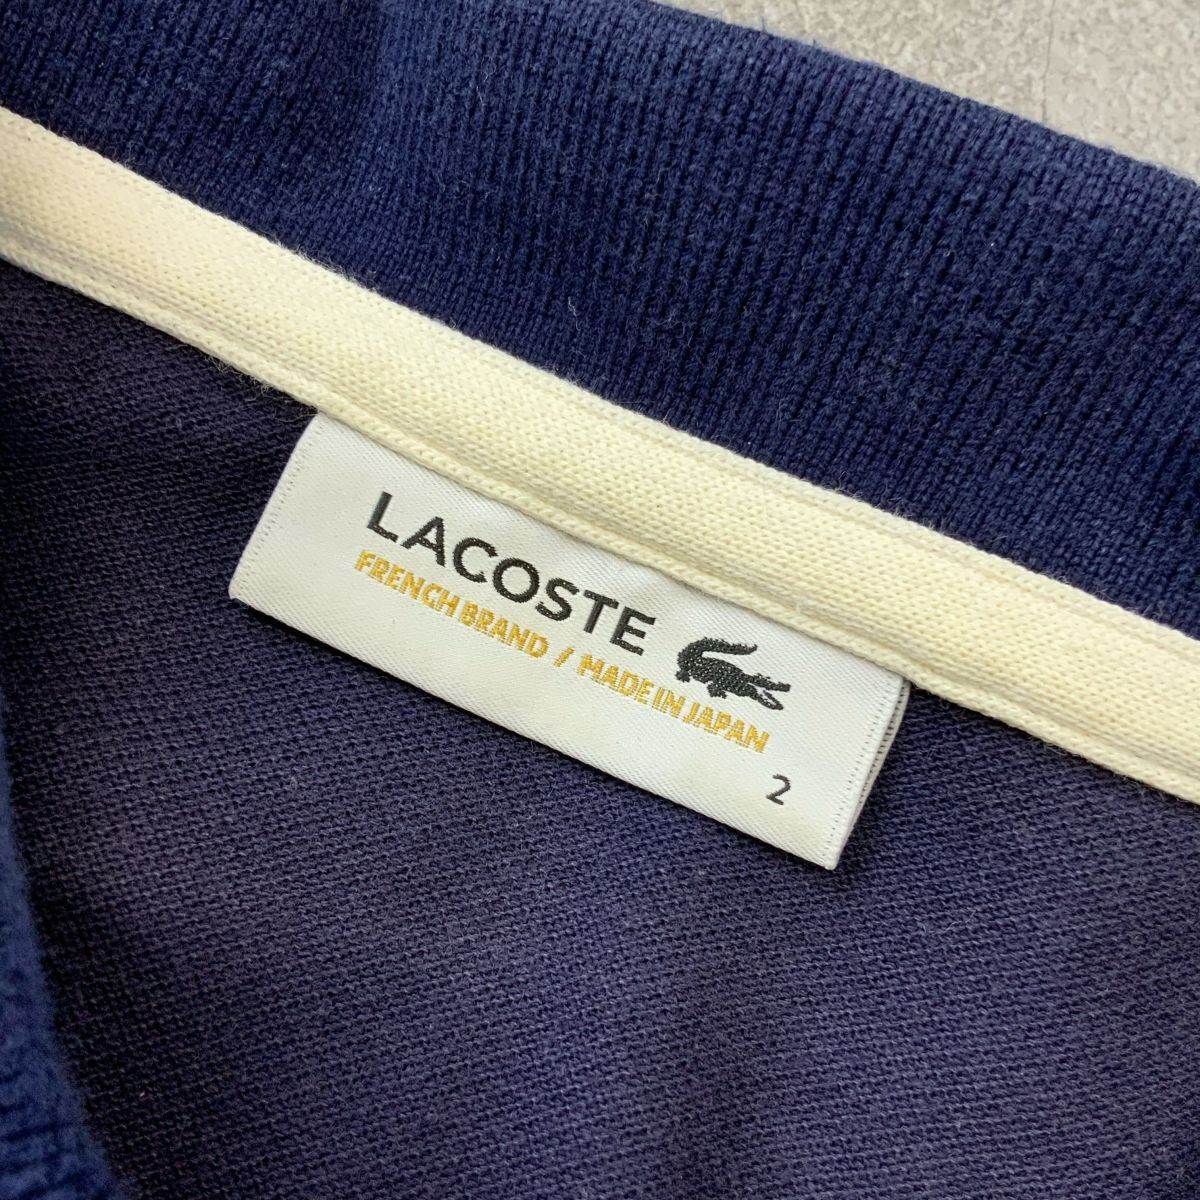 LACOSTE
FRENCH BRAND / MADE IN JAPAN
2